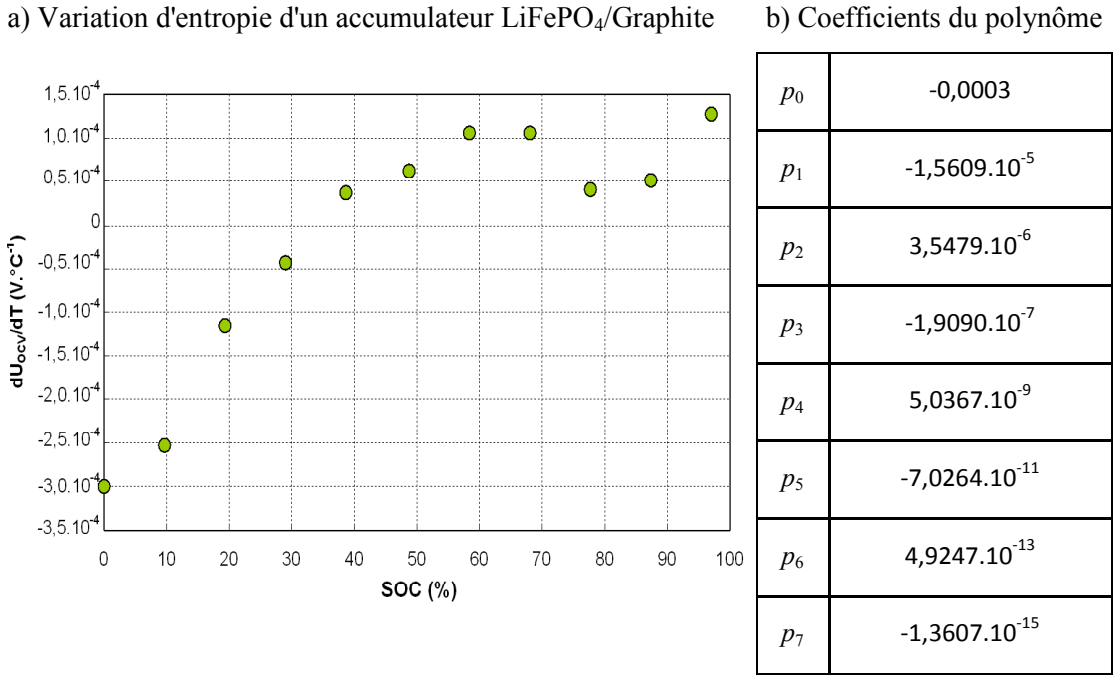 a) Variation d'entropie d'un accumulateur LiFePO₄/Graphite
b) Coefficients du polynôme
1,5.10⁻⁴
1,0.10⁻⁴
0,5.10⁻⁴
0
-0,5.10⁻⁴
-1,0.10⁻⁴
-1,5.10⁻⁴
-2,0.10⁻⁴
-2,5.10⁻⁴
-3,0.10⁻⁴
-3,5.10⁻⁴
dUₒcᵥ/dT (V.°C⁻¹)
0 10 20 30 40 50 60 70 80 90 100
SOC (%)
p₀ -0,0003
p₁ -1,5609.10⁻⁵
p₂ 3,5479.10⁻⁶
p₃ -1,9090.10⁻⁷
p₄ 5,0367.10⁻⁹
p₅ -7,0264.10⁻¹¹
p₆ 4,9247.10⁻¹³
p₇ -1,3607.10⁻¹⁵